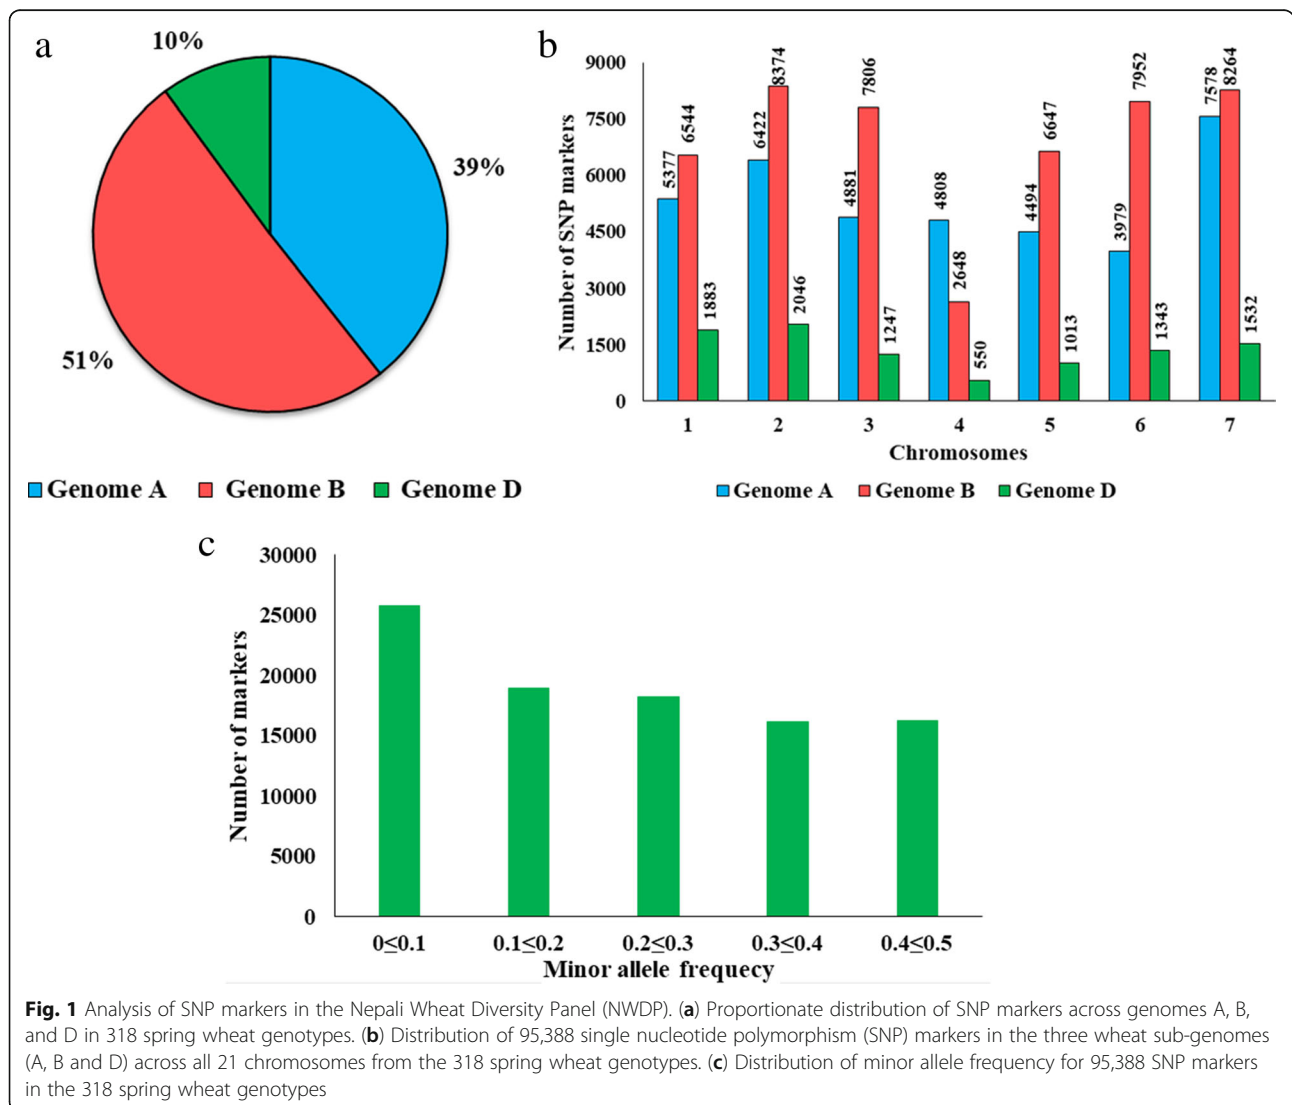 a
10%
39%
51%
Genome A Genome B Genome D
b
Number of SNP markers
9000
7500
6000
4500
3000
1500
0
5377 6544 1883
6422 8374 2046
4881 7806 1247
4808 2648 550
4494 6647 1013
3979 7952 1343
7578 8264 1532
1 2 3 4 5 6 7
Chromosomes
Genome A Genome B Genome D
c
Number of markers
30000
25000
20000
15000
10000
5000
0
0≤0.1 0.1≤0.2 0.2≤0.3 0.3≤0.4 0.4≤0.5
Minor allele frequecy
Fig. 1 Analysis of SNP markers in the Nepali Wheat Diversity Panel (NWDP). (a) Proportionate distribution of SNP markers across genomes A, B,
and D in 318 spring wheat genotypes. (b) Distribution of 95,388 single nucleotide polymorphism (SNP) markers in the three wheat sub-genomes
(A, B and D) across all 21 chromosomes from the 318 spring wheat genotypes. (c) Distribution of minor allele frequency for 95,388 SNP markers
in the 318 spring wheat genotypes